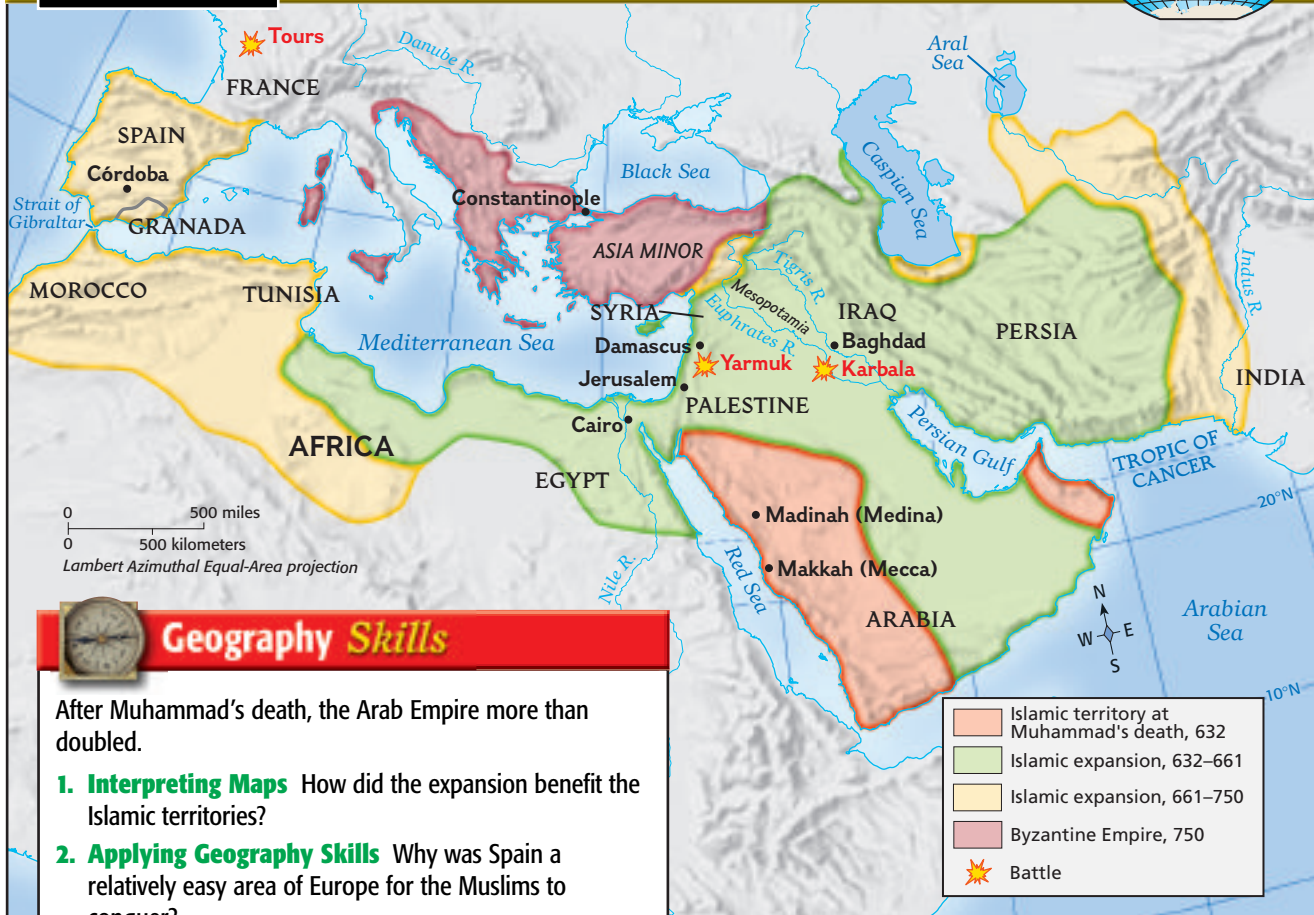 Tours
FRANCE
Danube R.
Aral
Sea
SPAIN
Córdoba
Strait of
Gibraltar
GRANADA
Black Sea
Constantinople
ASIA MINOR
Caspian Sea
MOROCCO
TUNISIA
Mediterranean Sea
SYRIA
Tigris R.
Mesopotamia
Euphrates R.
IRAQ
PERSIA
Indus R.
Damascus
Baghdad
Yarmuk
Karbala
Jerusalem
PALESTINE
INDIA
Cairo
AFRICA
EGYPT
Persian Gulf
TROPIC OF
CANCER
20°N
0 500 miles
0 500 kilometers
Lambert Azimuthal Equal-Area projection
Madinah (Medina)
Makkah (Mecca)
Nile R.
Red Sea
ARABIA
Arabian
Sea
N
W E
S
10°N
Geography Skills
After Muhammad's death, the Arab Empire more than
doubled.
1. Interpreting Maps How did the expansion benefit the
Islamic territories?
2. Applying Geography Skills Why was Spain a
relatively easy area of Europe for the Muslims to
conquer?
Islamic territory at
Muhammad's death, 632
Islamic expansion, 632–661
Islamic expansion, 661–750
Byzantine Empire, 750
Battle